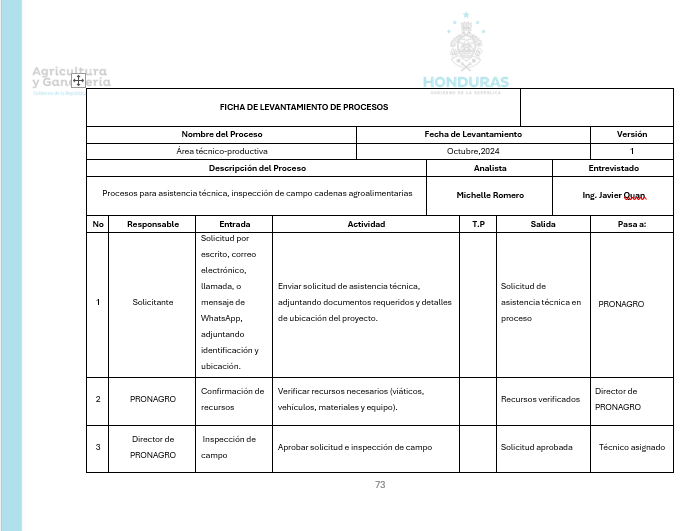 Agricultura
y Ganadería
HONDURAS
GOBIERNO DE LA REPÚBLICA
FICHA DE LEVANTAMIENTO DE PROCESOS
Nombre del Proceso Fecha de Levantamiento Versión
Área técnico-productiva Octubre,2024 1
Descripción del Proceso Analista Entrevistado
Procesos para asistencia técnica, inspección de campo cadenas agroalimentarias Michelle Romero Ing. Javier Quan.
No Responsable Entrada Actividad T.P Salida Pasa a:
1 Solicitante
Solicitud por
escrito, correo
electrónico,
llamada, o
mensaje de
WhatsApp,
adjuntando
identificación y
ubicación.
Enviar solicitud de asistencia técnica,
adjuntando documentos requeridos y detalles
de ubicación del proyecto.
Solicitud de
asistencia técnica en
proceso
PRONAGRO
2 PRONAGRO
Confirmación de
recursos
Verificar recursos necesarios (viáticos,
vehículos, materiales y equipo).
Recursos verificados
Director de
PRONAGRO
3
Director de
PRONAGRO
Inspección de
campo
Aprobar solicitud e inspección de campo
Solicitud aprobada
Técnico asignado
73